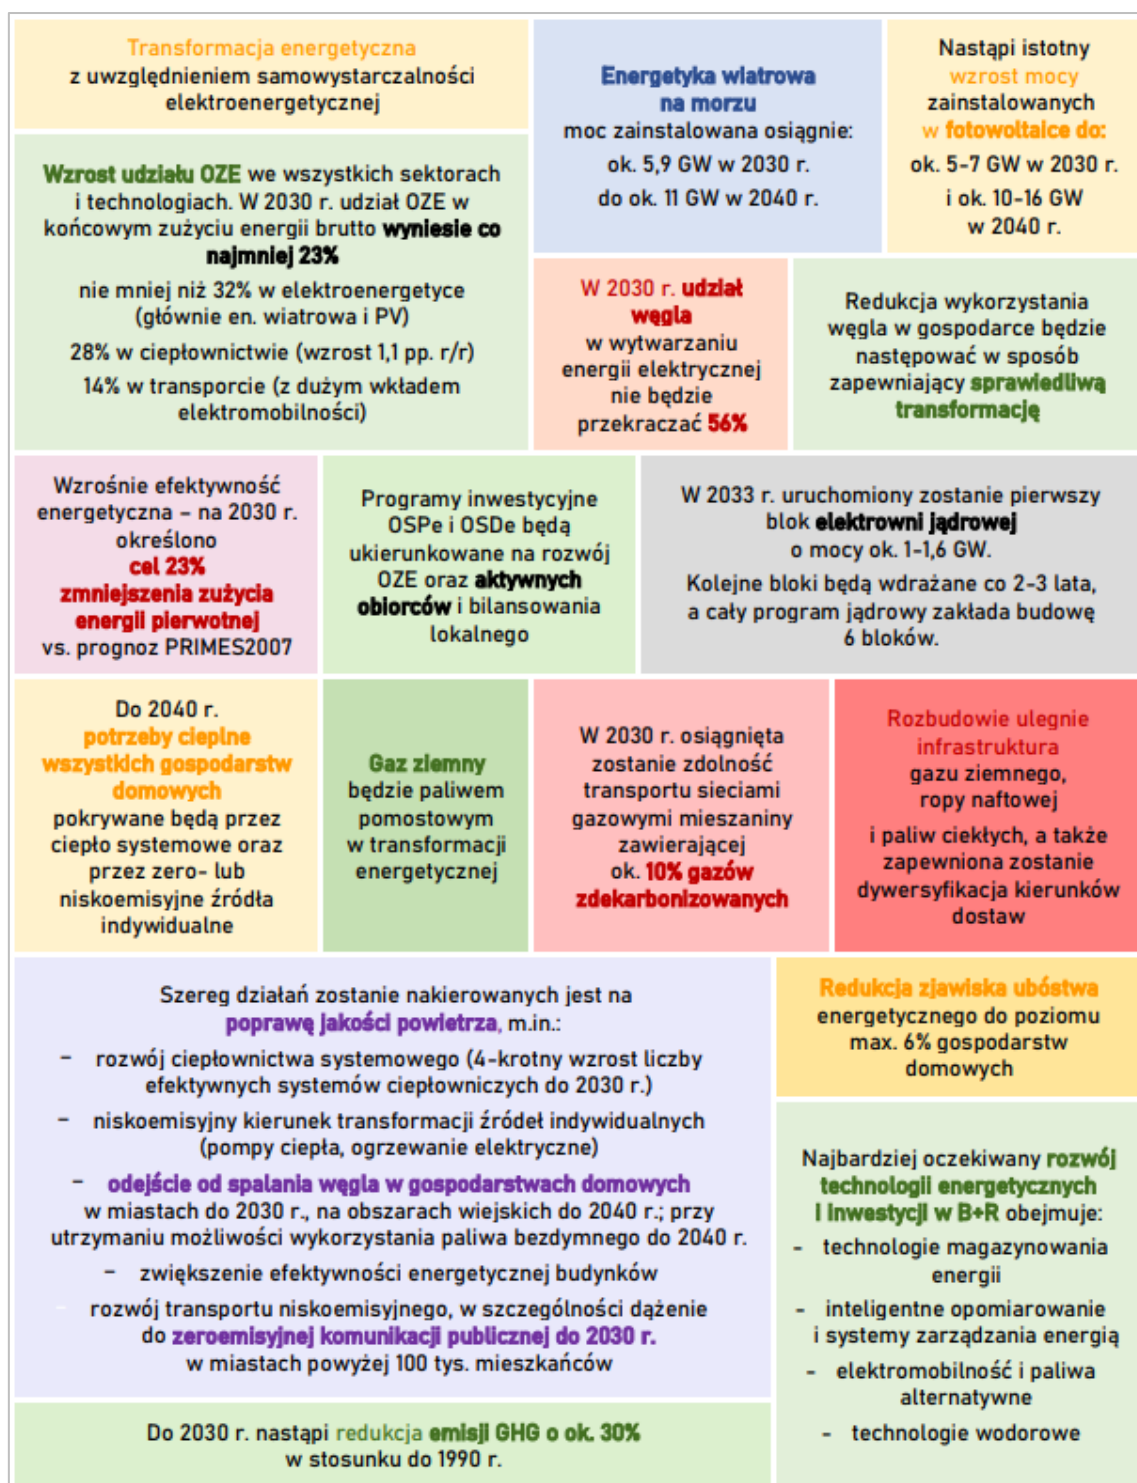 Transformacja energetyczna
z uwzględnieniem samowystarczalności
elektroenergetycznej
Energetyka wiatrowa
na morzu
moc zainstalowana osiągnie:
ok. 5,9 GW w 2030 r.
do ok. 11 GW w 2040 r.
Nastąpi istotny
wzrost mocy
zainstalowanych
w fotowoltaice do:
ok. 5-7 GW w 2030 r.
i ok. 10-16 GW
w 2040 r.
Wzrost udziału OZE we wszystkich sektorach
i technologiach. W 2030 r. udział OZE w
końcowym zużyciu energii brutto wyniesie co
najmniej 23%
nie mniej niż 32% w elektroenergetyce
(głównie en. wiatrowa i PV)
28% w ciepłownictwie (wzrost 1,1 pp. r/r)
14% w transporcie (z dużym wkładem
elektromobilności)
W 2030 r. udział
węgla
w wytwarzaniu
energii elektrycznej
nie będzie
przekraczać 56%
Redukcja wykorzystania
węgla w gospodarce będzie
następować w sposób
zapewniający sprawiedliwą
transformację
Wzrośnie efektywność
energetyczna – na 2030 r.
określono
cel 23%
zmniejszenia zużycia
energii pierwotnej
vs. prognoz PRIMES2007
Programy inwestycyjne
OSPe i OSDe będą
ukierunkowane na rozwój
OZE oraz aktywnych
obiorców i bilansowania
lokalnego
W 2033 r. uruchomiony zostanie pierwszy
blok elektrowni jądrowej
o mocy ok. 1-1,6 GW.
Kolejne bloki będą wdrażane co 2-3 lata,
a cały program jądrowy zakłada budowę
6 bloków.
Do 2040 r.
potrzeby cieplne
wszystkich gospodarstw
domowych
pokrywane będą przez
ciepło systemowe oraz
przez zero- lub
niskoemisyjne źródła
indywidualne
Gaz ziemny
będzie paliwem
pomostowym
w transformacji
energetycznej
W 2030 r. osiągnięta
zostanie zdolność
transportu sieciami
gazowymi mieszaniny
zawierającej
ok. 10% gazów
zdekarbonizowanych
Rozbudowie ulegnie
infrastruktura
gazu ziemnego,
ropy naftowej
i paliw ciekłych, a także
zapewniona zostanie
dywersyfikacja kierunków
dostaw
Szereg działań zostanie nakierowanych jest na
poprawę jakości powietrza, m.in.:
– rozwój ciepłownictwa systemowego (4-krotny wzrost liczby
efektywnych systemów ciepłowniczych do 2030 r.)
– niskoemisyjny kierunek transformacji źródeł indywidualnych
(pompy ciepła, ogrzewanie elektryczne)
– odejście od spalania węgla w gospodarstwach domowych
w miastach do 2030 r., na obszarach wiejskich do 2040 r.; przy
utrzymaniu możliwości wykorzystania paliwa bezdymnego do 2040 r.
– zwiększenie efektywności energetycznej budynków
– rozwój transportu niskoemisyjnego, w szczególności dążenie
do zeroemisyjnej komunikacji publicznej do 2030 r.
w miastach powyżej 100 tys. mieszkańców
Redukcja zjawiska ubóstwa
energetycznego do poziomu
max. 6% gospodarstw
domowych
Najbardziej oczekiwany rozwój
technologii energetycznych
i inwestycji w B+R obejmuje:
- technologie magazynowania
energii
- inteligentne opomiarowanie
i systemy zarządzania energią
- elektromobilność i paliwa
alternatywne
- technologie wodorowe
Do 2030 r. nastąpi redukcja emisji GHG o ok. 30%
w stosunku do 1990 r.